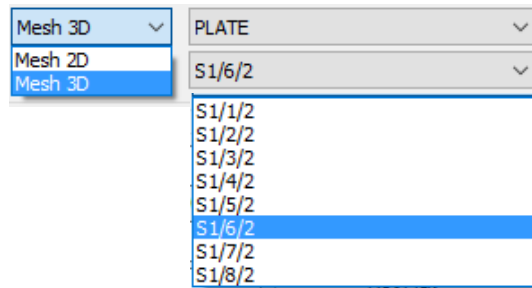 Mesh 3D
PLATE
Mesh 2D
Mesh 3D
S1/6/2
S1/1/2
S1/2/2
S1/3/2
S1/4/2
S1/5/2
S1/6/2
S1/7/2
S1/8/2